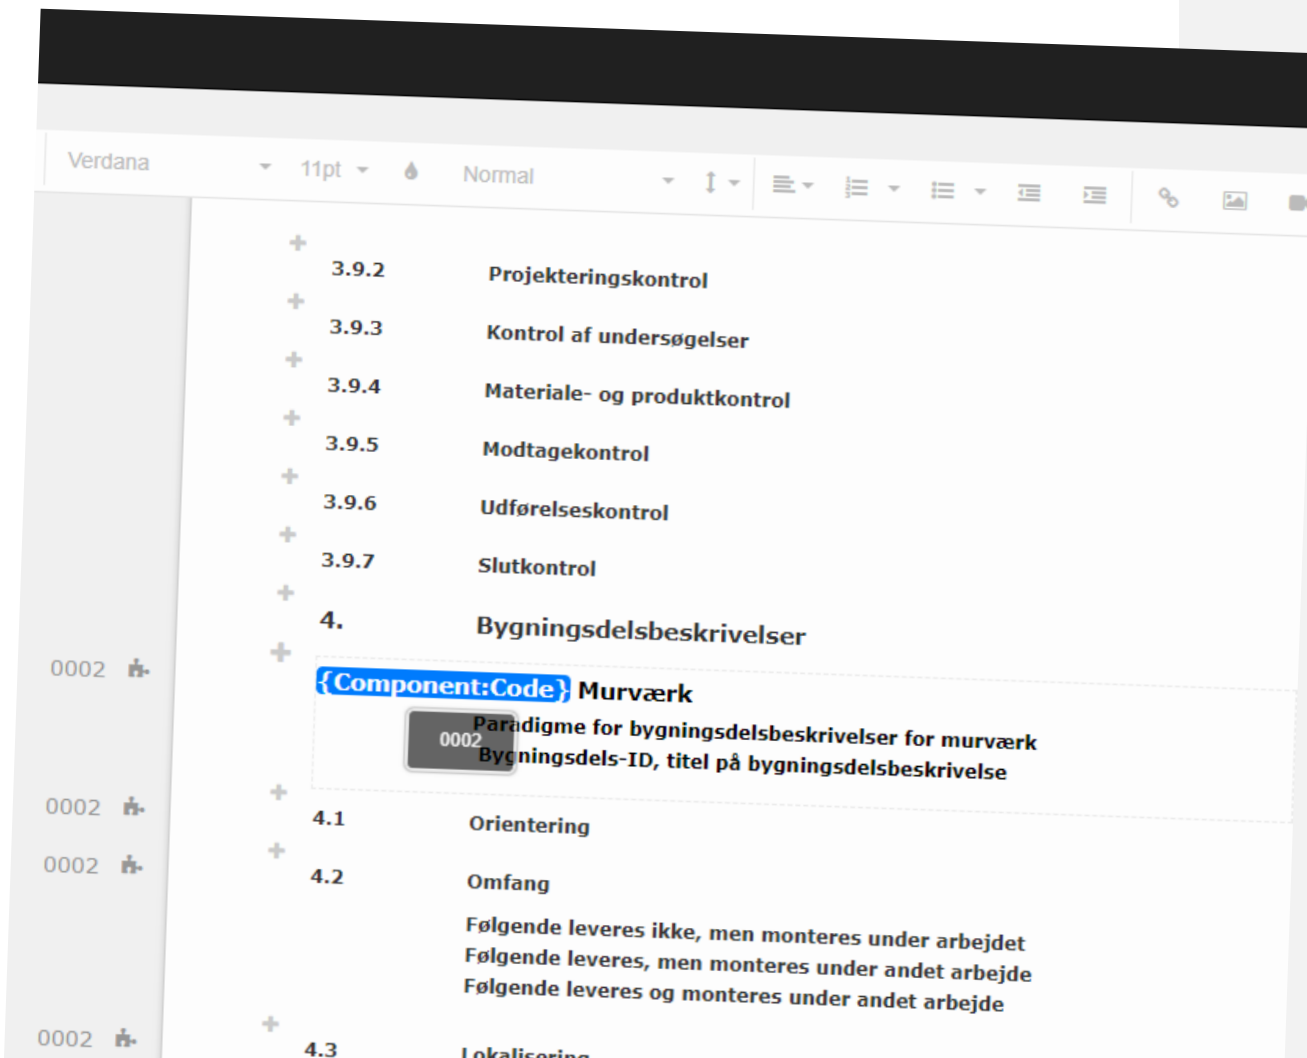 Verdana 11pt Normal
3.9.2 Projekteringskontrol
3.9.3 Kontrol af undersøgelser
3.9.4 Materiale- og produktkontrol
3.9.5 Modtagekontrol
3.9.6 Udførelseskontrol
3.9.7 Slutkontrol
4. Bygningsdelsbeskrivelser
0002 {Component:Code} Murværk
Paradigme for bygningsdelsbeskrivelser for murværk
0002
Bygningsdels-ID, titel på bygningsdelsbeskrivelse
0002 4.1 Orientering
0002 4.2 Omfang
Følgende leveres ikke, men monteres under arbejdet
Følgende leveres, men monteres under andet arbejde
Følgende leveres og monteres under andet arbejde
0002 4.3 Lokalisering